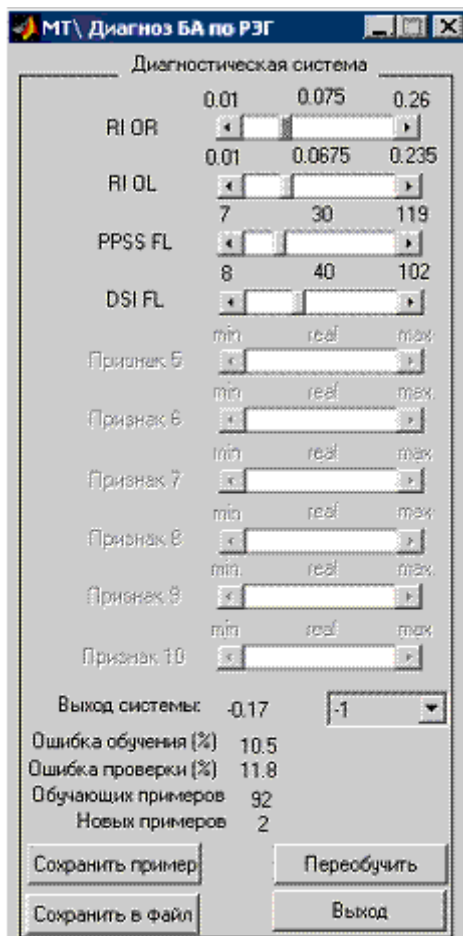 МТ\ Диагноз БА по РЭГ
Диагностическая система
0.01 0.075 0.26
RI OR
0.01 0.0675 0.235
RI OL
7 30 119
PPSS FL
8 40 102
DSI FL
min real max
Признак 5
min real max.
Признак 6
min real max
Признак 7
min real max
Признак 8
min. real max.
Признак 9
min real max
Признак 10
Выход системы: -0.17 -1
Ошибка обучения (%) 10.5
Ошибка проверки (%) 11.8
Обучающих примеров 92
Новых примеров 2
Сохранить пример Переобучить
Сохранить в файл Выход